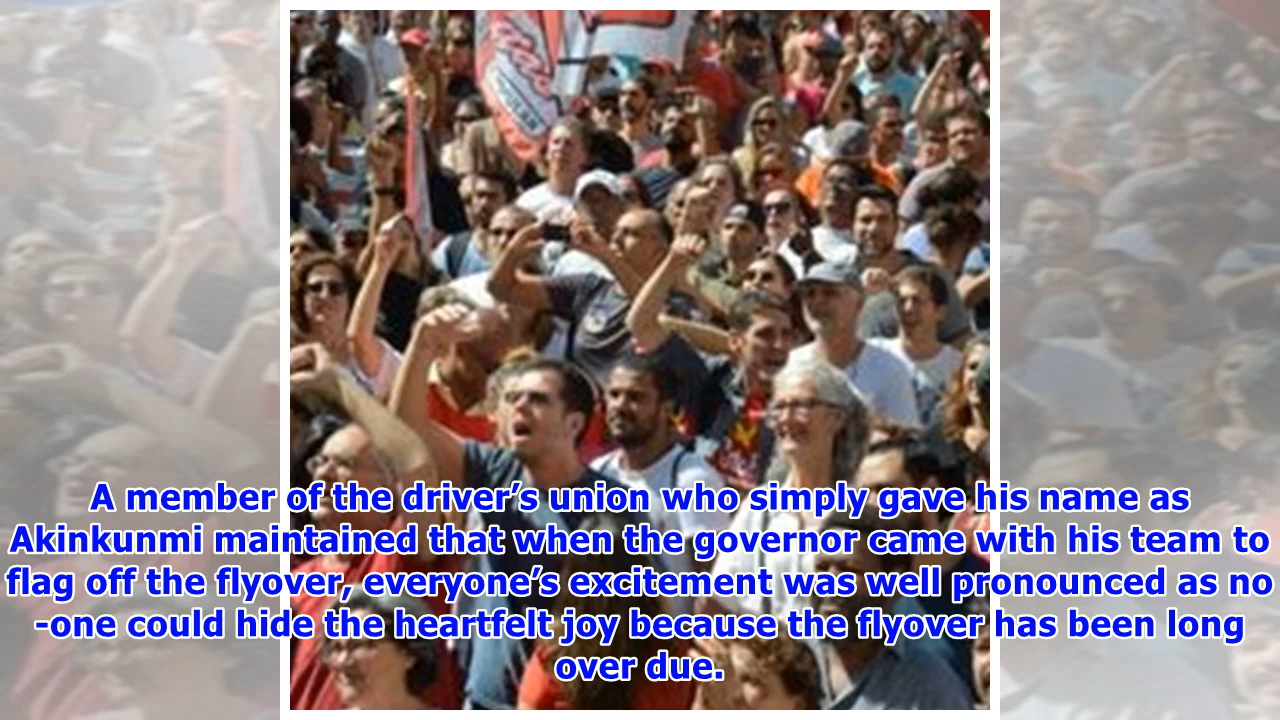 A member of the driver’s union who simply gave his name as
Akinkunmi maintained that when the governor came with his team to
flag off the flyover, everyone’s excitement was well pronounced as no
-one could hide the heartfelt joy because the flyover has been long
over due.